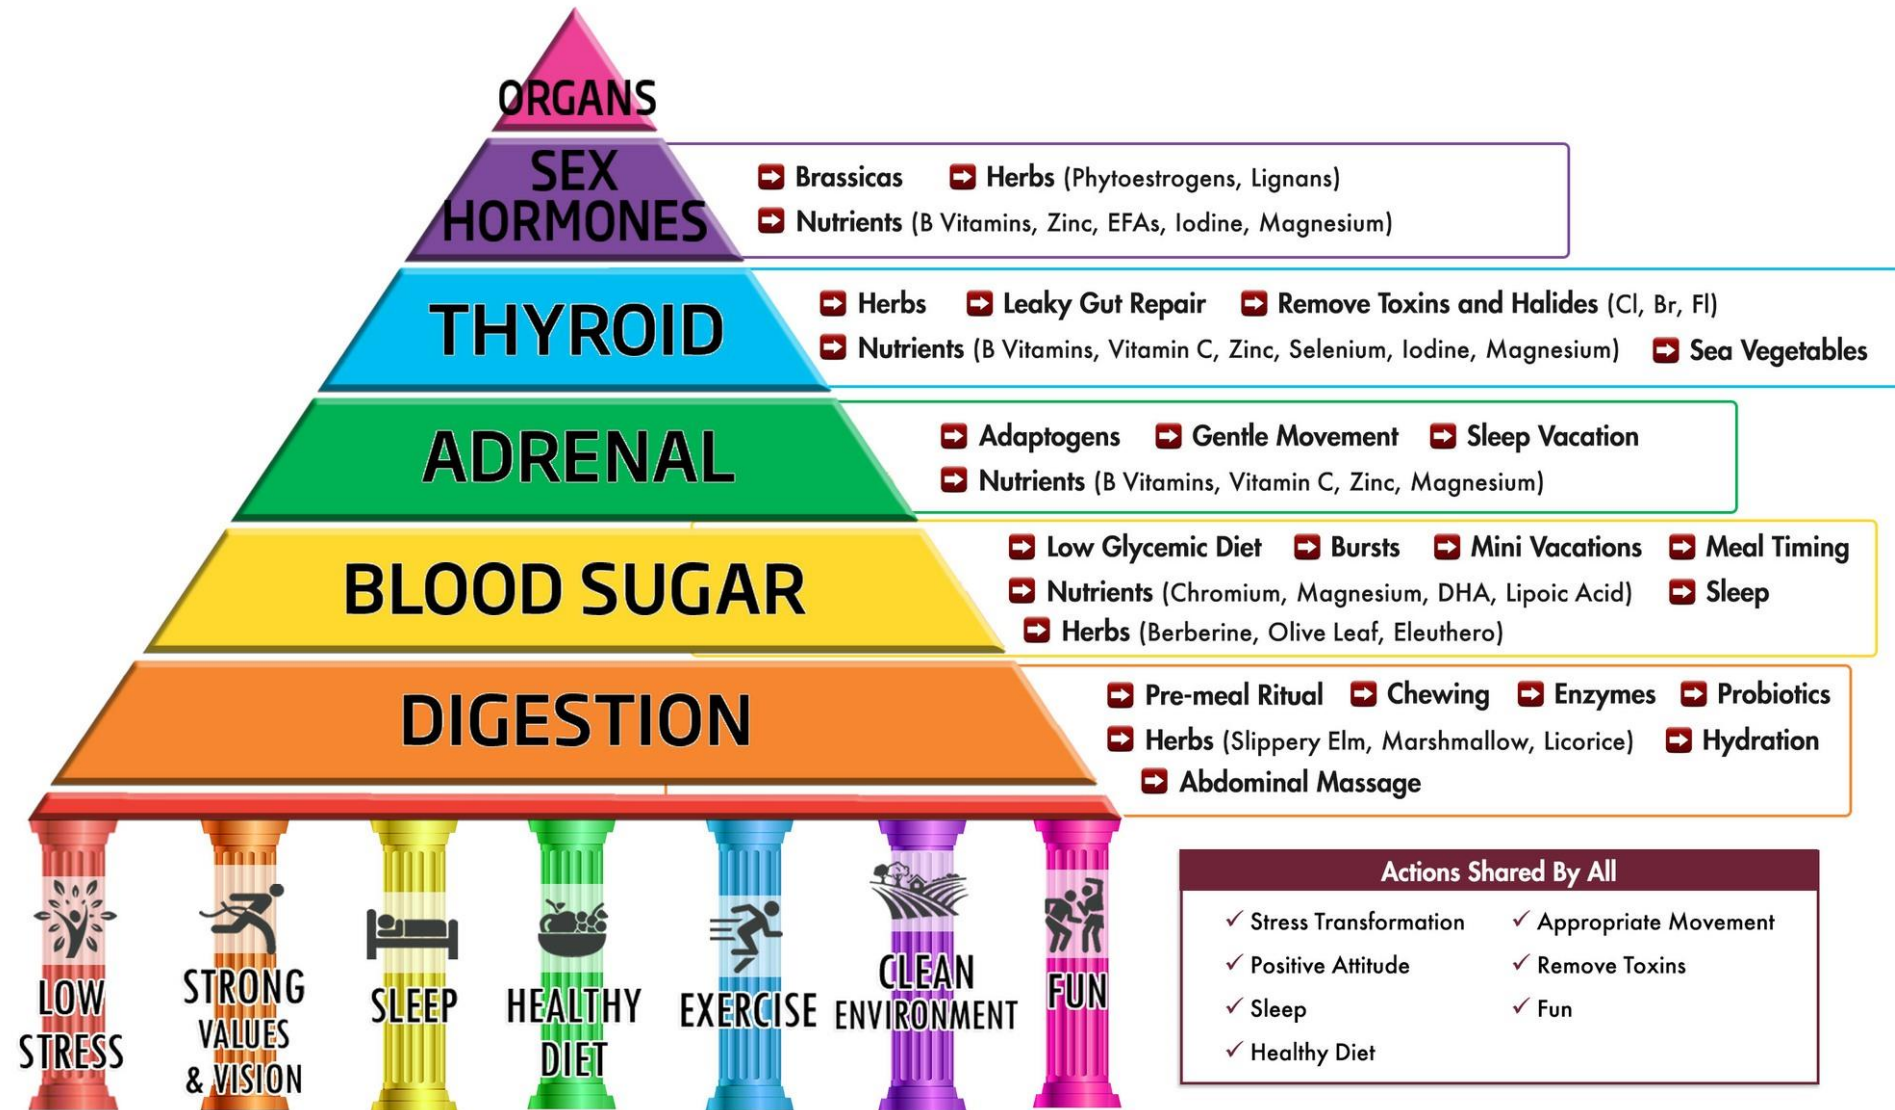 ORGANS
SEX
HORMONES
Brassicas Herbs (Phytoestrogens, Lignans)
Nutrients (B Vitamins, Zinc, EFAs, Iodine, Magnesium)
THYROID
Herbs Leaky Gut Repair Remove Toxins and Halides (Cl, Br, Fl)
Nutrients (B Vitamins, Vitamin C, Zinc, Selenium, Iodine, Magnesium) Sea Vegetables
ADRENAL
Adaptogens Gentle Movement Sleep Vacation
Nutrients (B Vitamins, Vitamin C, Zinc, Magnesium)
BLOOD SUGAR
Low Glycemic Diet Bursts Mini Vacations Meal Timing
Nutrients (Chromium, Magnesium, DHA, Lipoic Acid) Sleep
Herbs (Berberine, Olive Leaf, Eleuthero)
DIGESTION
Pre-meal Ritual Chewing Enzymes Probiotics
Herbs (Slippery Elm, Marshmallow, Licorice) Hydration
Abdominal Massage
LOW
STRESS
STRONG
VALUES
& VISION
SLEEP
HEALTHY
DIET
EXERCISE
CLEAN
ENVIRONMENT
FUN
Actions Shared By All
✓ Stress Transformation
✓ Positive Attitude
✓ Sleep
✓ Healthy Diet
✓ Appropriate Movement
✓ Remove Toxins
✓ Fun